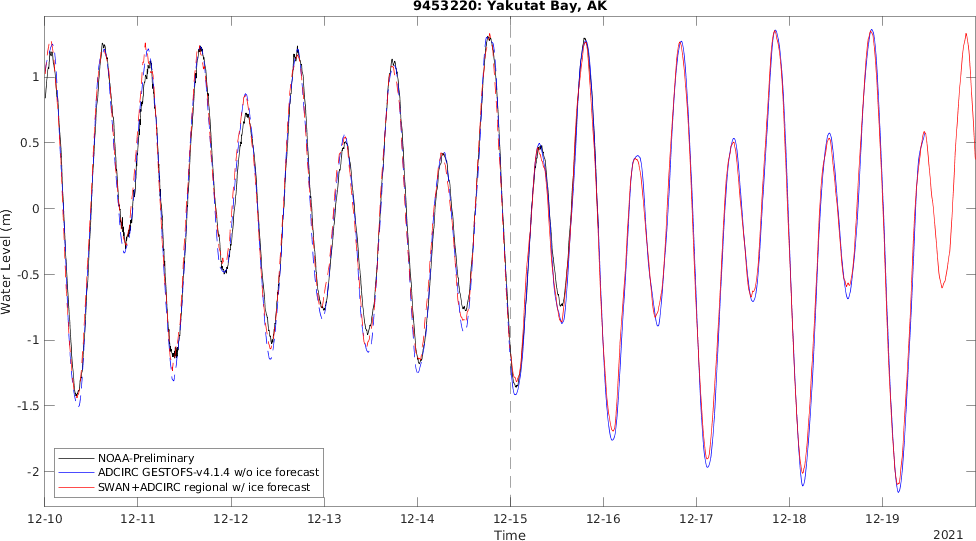 9453220: Yakutat Bay, AK
Water Level (m)
1
0.5
0
-0.5
-1
-1.5
-2
NOAA-Preliminary
ADCIRC GESTOFS-v4.1.4 w/o ice forecast
SWAN+ADCIRC regional w/ ice forecast
12-10 12-11 12-12 12-13 12-14 12-15 12-16 12-17 12-18 12-19
Time
2021